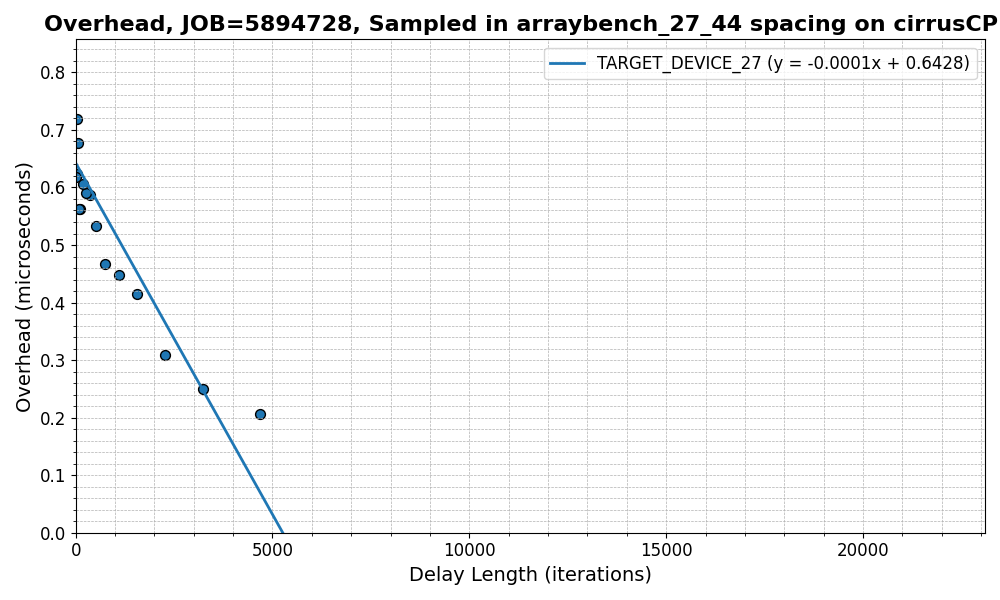 Overhead, JOB=5894728, Sampled in arraybench_27_44 spacing on cirrusCP
TARGET_DEVICE_27 (y = -0.0001x + 0.6428)
Overhead (microseconds)
0.8
0.7
0.6
0.5
0.4
0.3
0.2
0.1
0.0
0 5000 10000 15000 20000
Delay Length (iterations)